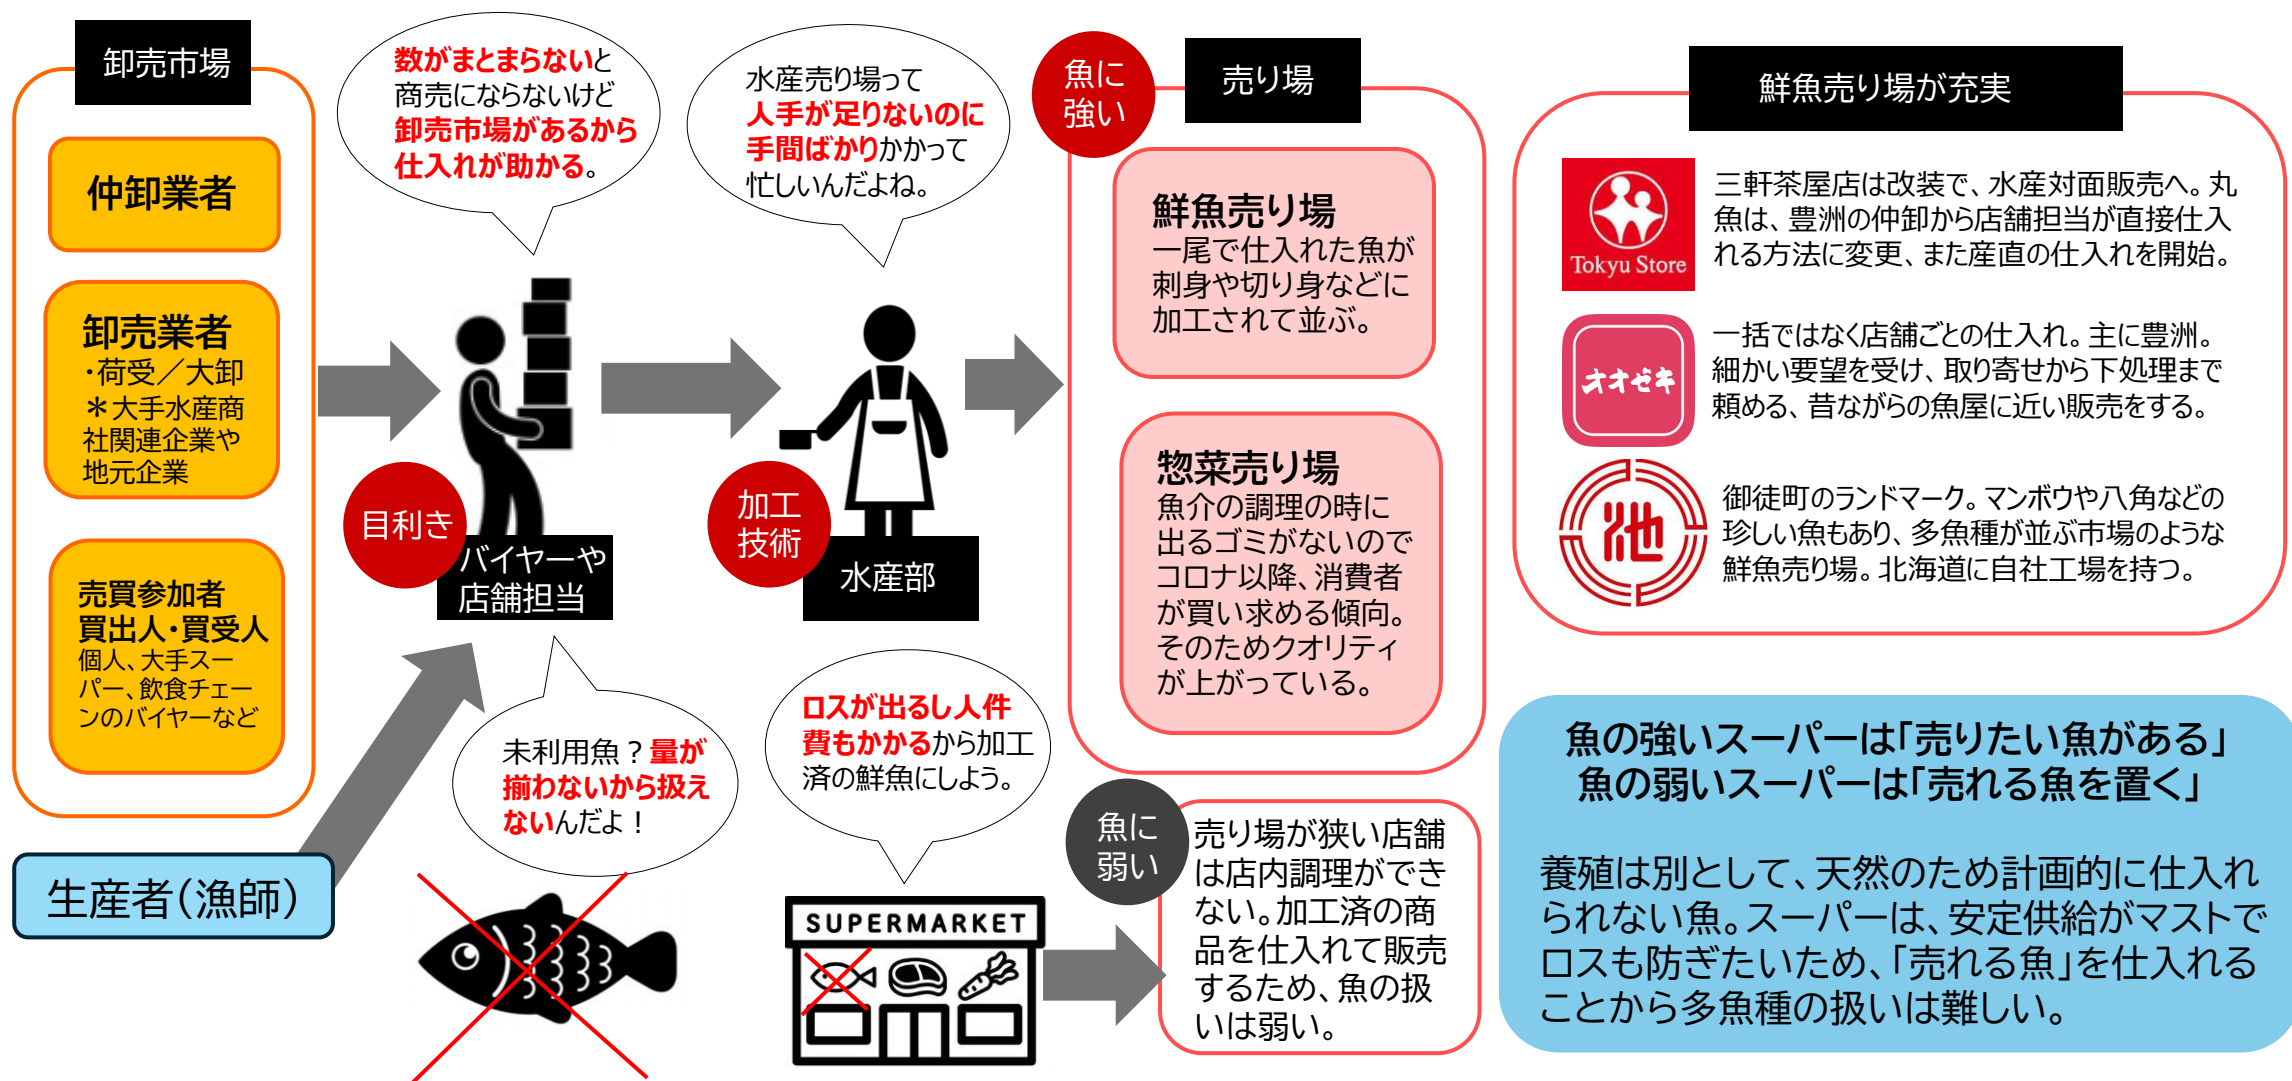 卸売市場
仲卸業者
卸売業者
・荷受／大卸
＊大手水産商
社関連企業や
地元企業
売買参加者
買出人・買受人
個人、大手スー
パー、飲食チェー
ンのバイヤーなど
生産者（漁師）
数がまとまらないと
商売にならないけど
卸売市場があるから
仕入れが助かる。
目利き
バイヤーや
店舗担当
未利用魚？量が
揃わないから扱え
ないんだよ！
水産売り場って
人手が足りないのに
手間ばかりかかって
忙しいんだよね。
加工
技術
水産部
ロスが出るし人件
費もかかるから加工
済の鮮魚にしよう。
SUPERMARKET
魚に
強い
売り場
鮮魚売り場
一尾で仕入れた魚が
刺身や切り身などに
加工されて並ぶ。
惣菜売り場
魚介の調理の時に
出るゴミがないので
コロナ以降、消費者
が買い求める傾向。
そのためクオリティ
が上がっている。
魚に
弱い
売り場が狭い店舗
は店内調理ができ
ない。加工済の商
品を仕入れて販売
するため、魚の扱
いは弱い。
鮮魚売り場が充実
Tokyu Store
三軒茶屋店は改装で、水産対面販売へ。丸
魚は、豊洲の仲卸から店舗担当が直接仕入
れる方法に変更、また産直の仕入れを開始。
オオゼキ
一括ではなく店舗ごとの仕入れ。主に豊洲。
細かい要望を受け、取り寄せから下処理まで
頼める、昔ながらの魚屋に近い販売をする。
池
御徒町のランドマーク。マンボウや八角などの
珍しい魚もあり、多魚種が並ぶ市場のような
鮮魚売り場。北海道に自社工場を持つ。
魚の強いスーパーは「売りたい魚がある」
魚の弱いスーパーは「売れる魚を置く」
養殖は別として、天然のため計画的に仕入れ
られない魚。スーパーは、安定供給がマストで
ロスも防ぎたいため、「売れる魚」を仕入れる
ことから多魚種の扱いは難しい。